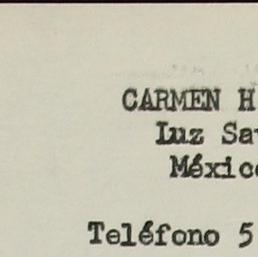 CARMEN H
Luz Sa
Méxic
Teléfono 5